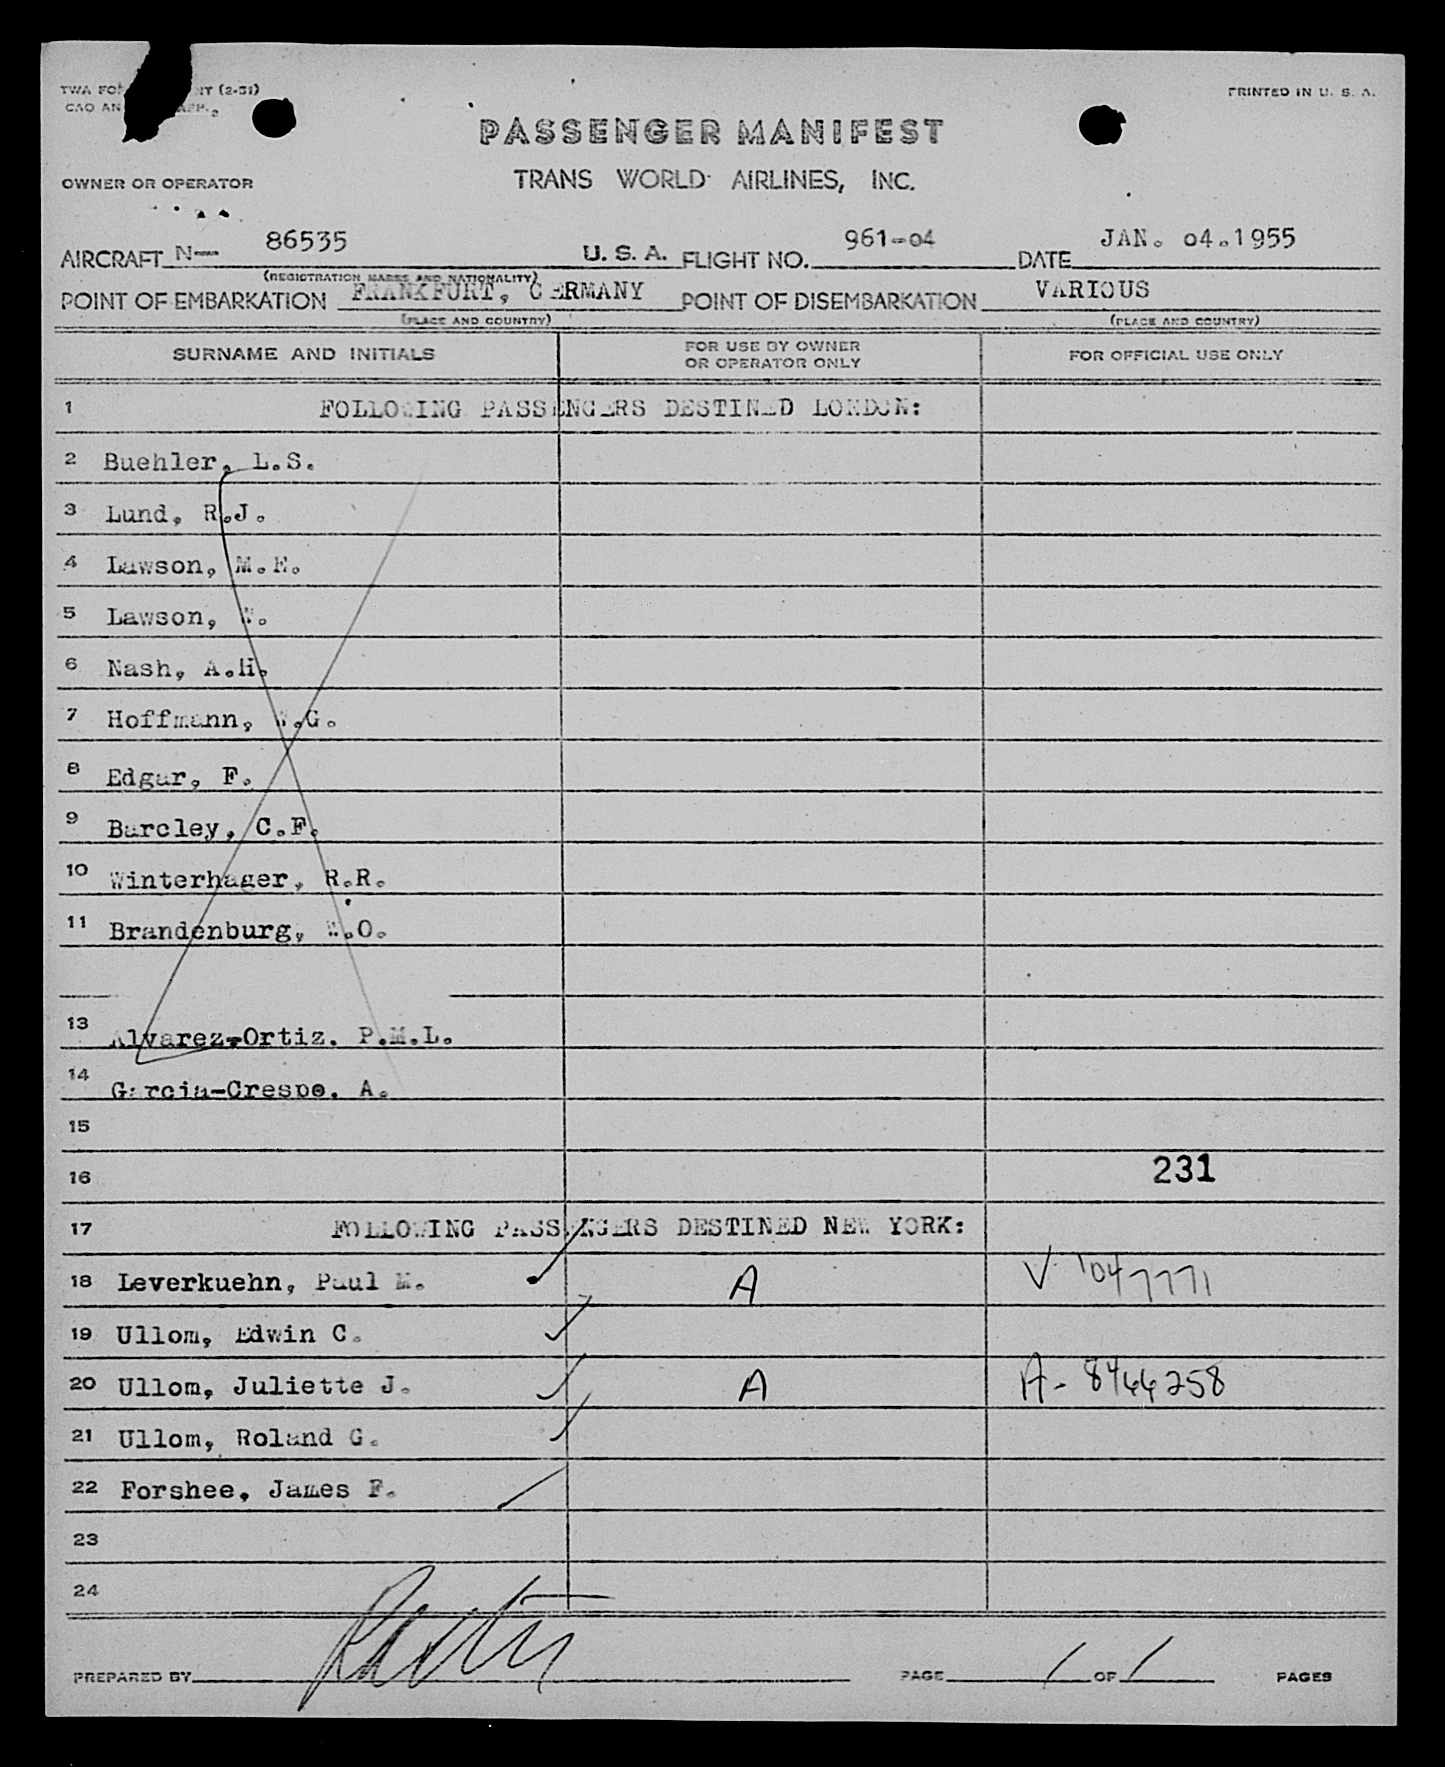 PRINTED IN U. S. A.
PASSENGER MANIFEST
TRANS WORLD AIRLINES, INC.
OWNER OR OPERATOR
AIRCRAFT N-- 86535 U. S. A. FLIGHT NO. 961-04 DATE JAN. 04.1955
(REGISTRATION MARKS AND NATIONALITY)
POINT OF EMBARKATION FRANKFURT, GERMANY POINT OF DISEMBARKATION VARIOUS
(PLACE AND COUNTRY) (PLACE AND COUNTRY)
SURNAME AND INITIALS FOR USE BY OWNER OR OPERATOR ONLY FOR OFFICIAL USE ONLY
1 FOLLOWING PASSENGERS DESTINED LONDON:
2 Buehler, L.S.
3 Lund, R.J.
4 Lawson, M.E.
5 Lawson, W.
6 Nash, A.H.
7 Hoffmann, W.G.
8 Edgar, F.
9 Barcley, C.F.
10 Winterhager, R.R.
11 Brandenburg, W.O.
13 Alvarez-Ortiz, P.M.L.
14 Garcia-Crespo, A.
15
16 231
17 FOLLOWING PASSENGERS DESTINED NEW YORK:
18 Leverkuehn, Paul M. A V 1047771
19 Ullom, Edwin C.
20 Ullom, Juliette J. A A- 8466258
21 Ullom, Roland G.
22 Forshee, James F.
23
24
PREPARED BY PAGE 1 OF 1 PAGES